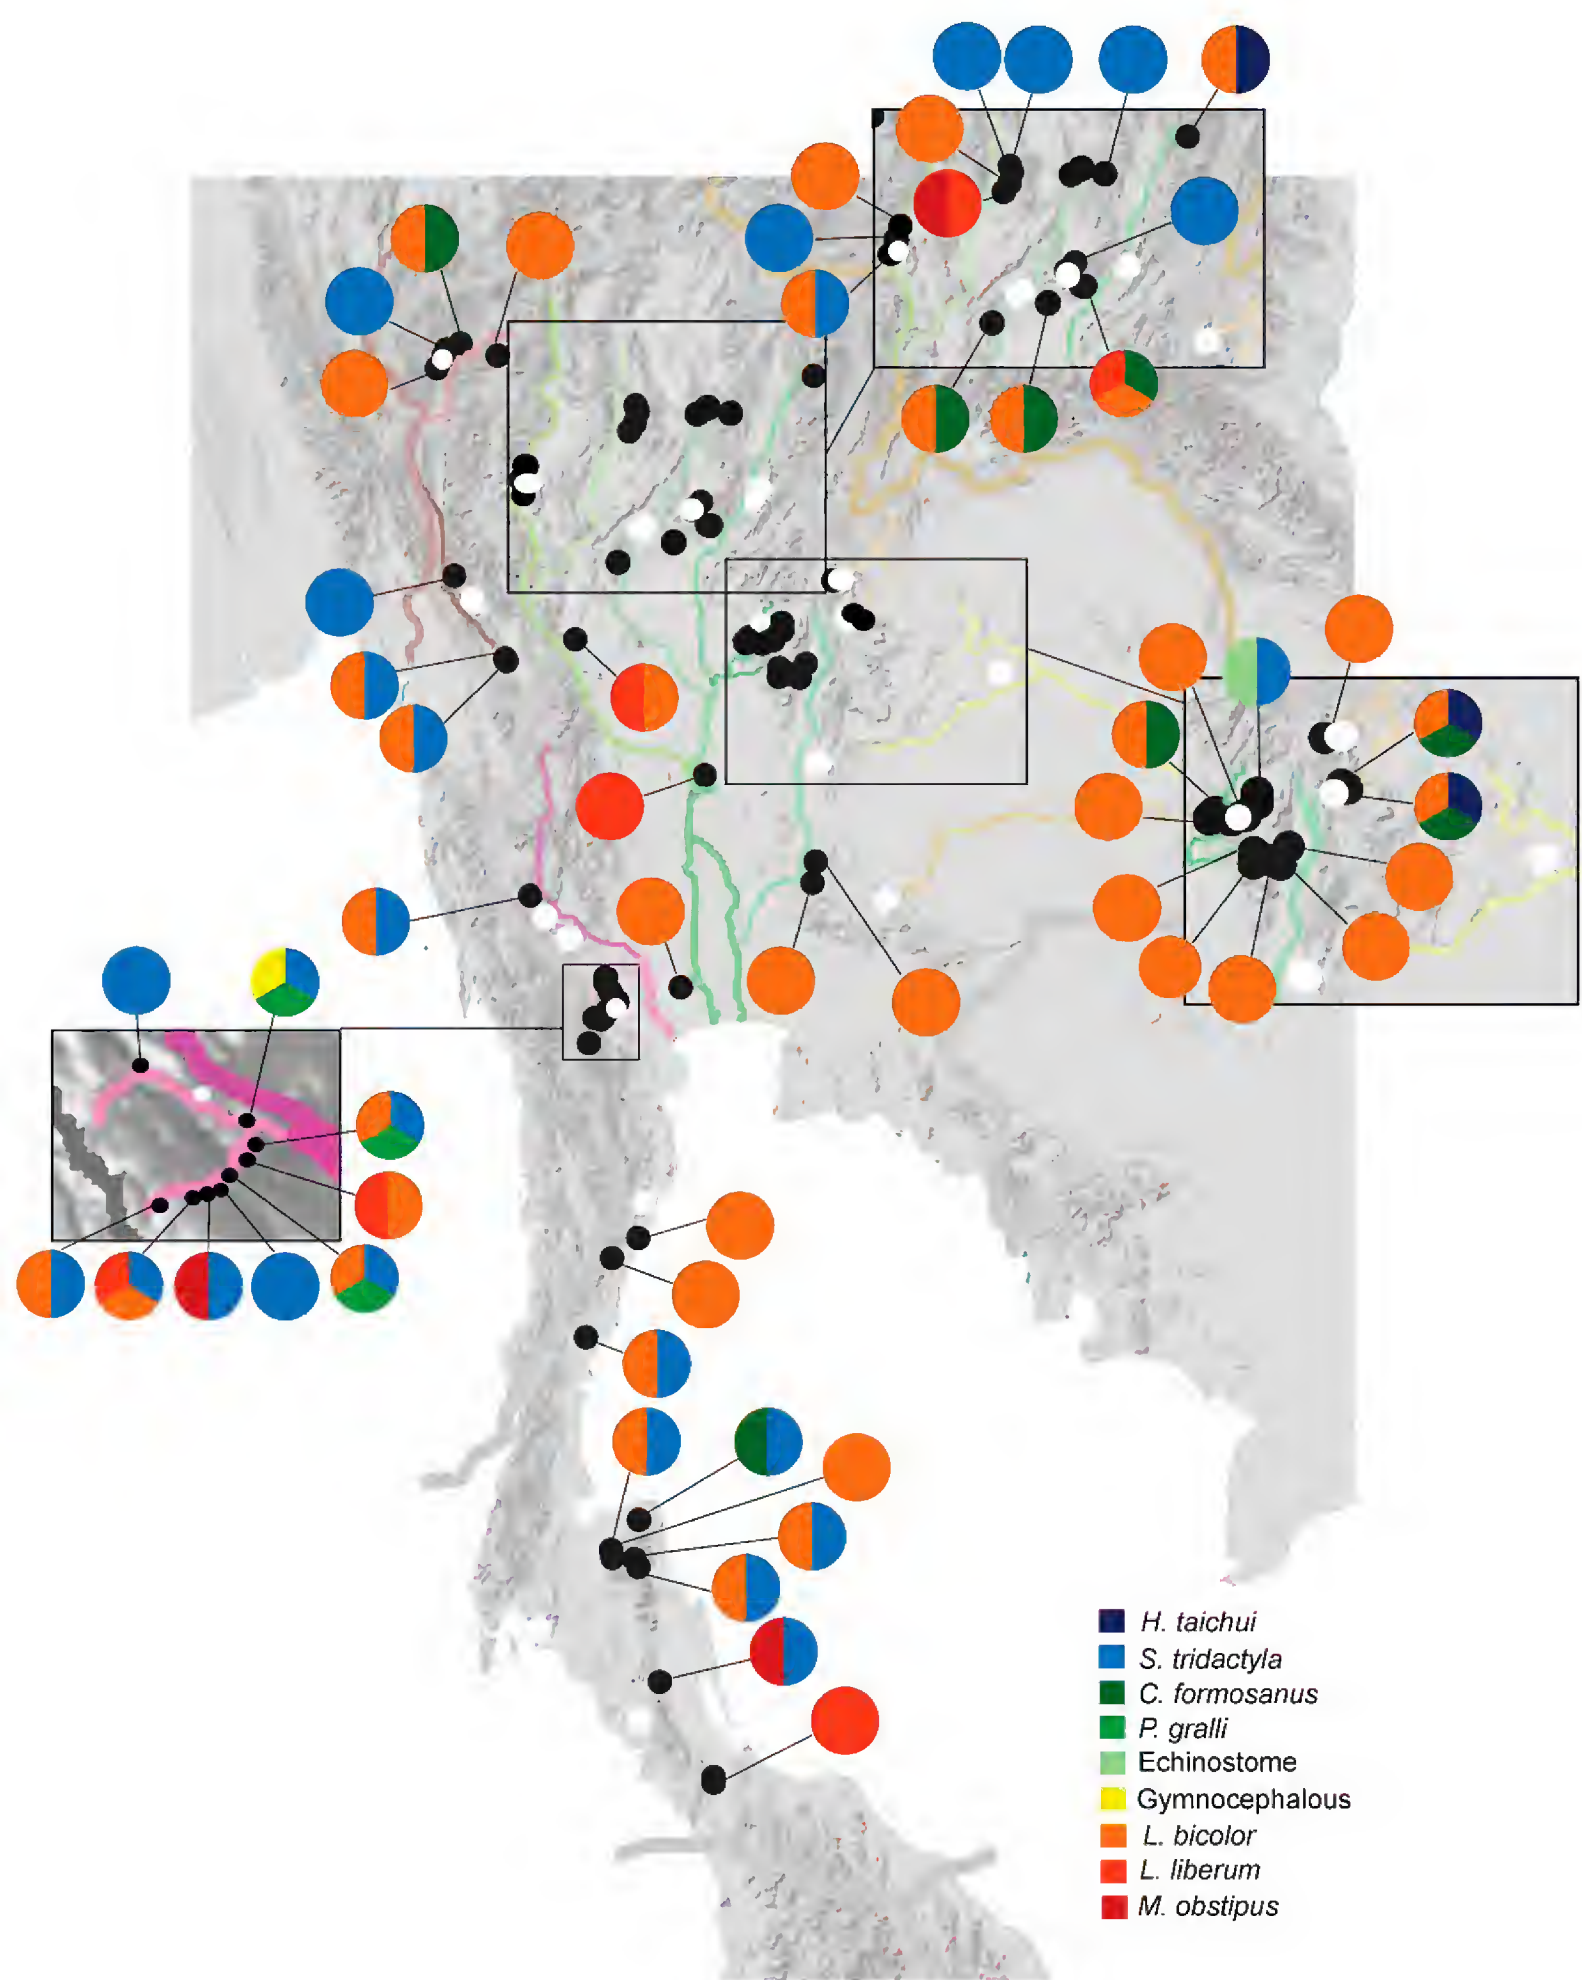 H. taichui
S. tridactyla
C. formosanus
P. gralli
Echinostome
Gymnocephalous
L. bicolor
L. liberum
M. obstipus